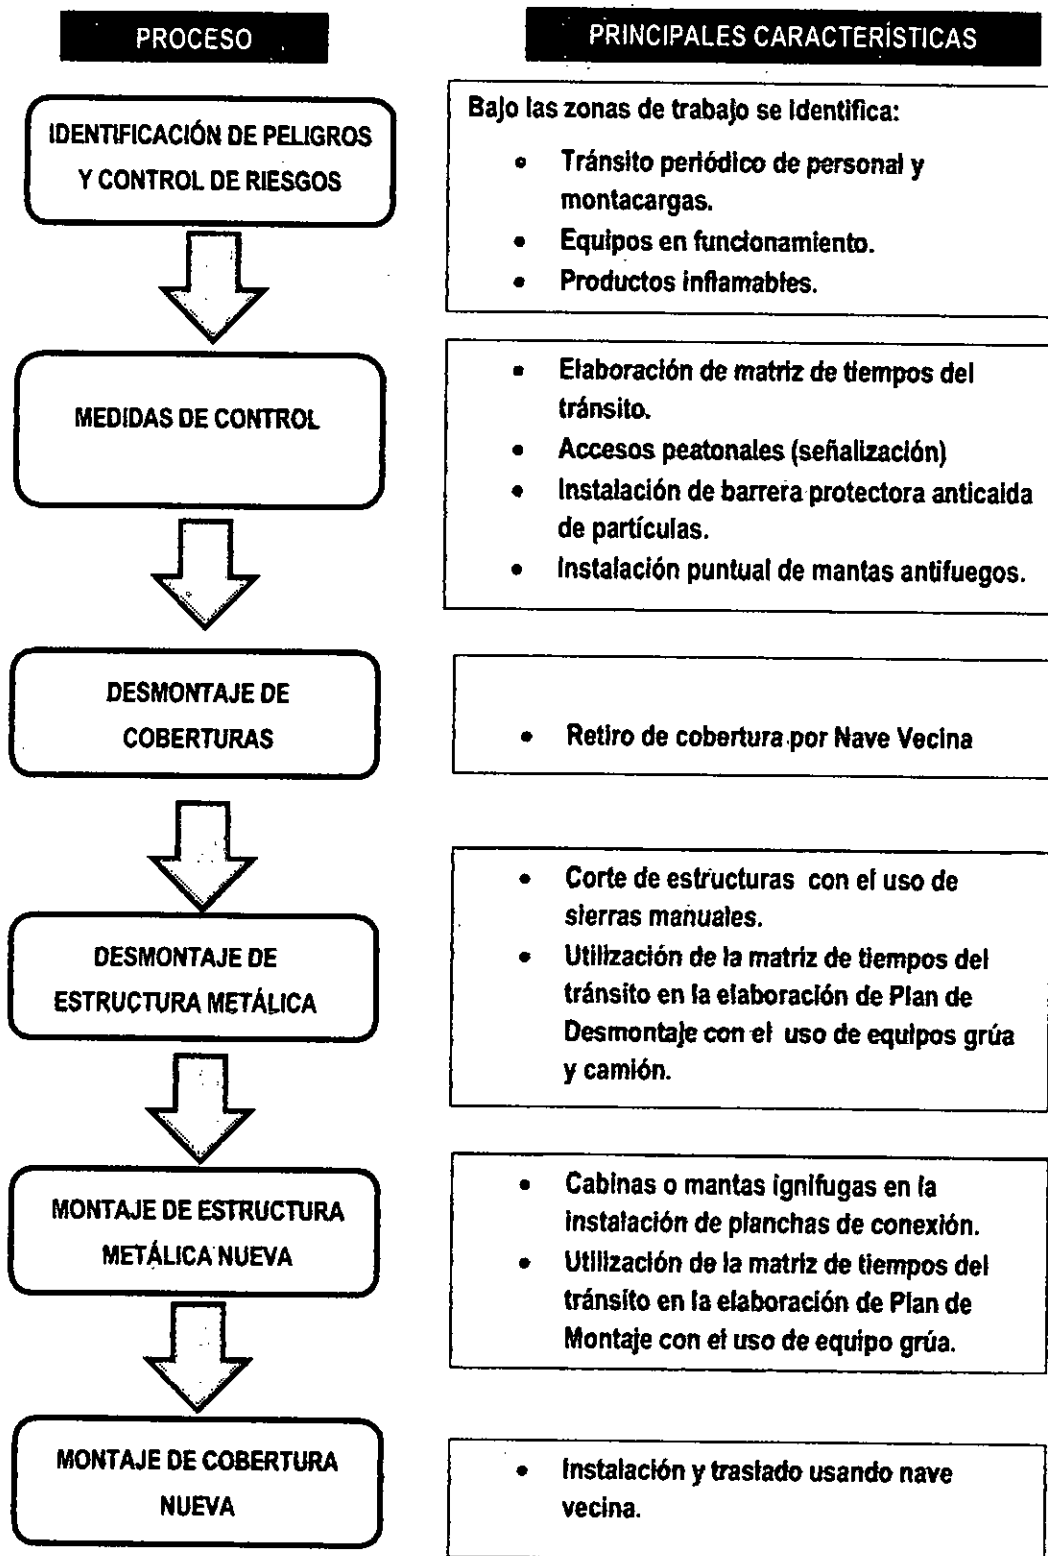 PROCESO
PRINCIPALES CARACTERÍSTICAS
IDENTIFICACIÓN DE PELIGROS
Y CONTROL DE RIESGOS
Bajo las zonas de trabajo se identifica:
• Tránsito periódico de personal y
montacargas.
• Equipos en funcionamiento.
• Productos inflamables.
MEDIDAS DE CONTROL
• Elaboración de matriz de tiempos del
tránsito.
• Accesos peatonales (señalización)
• Instalación de barrera protectora anticaida
de partículas.
• Instalación puntual de mantas antifuegos.
DESMONTAJE DE
COBERTURAS
• Retiro de cobertura por Nave Vecina
DESMONTAJE DE
ESTRUCTURA METÁLICA
• Corte de estructuras con el uso de
sierras manuales.
• Utilización de la matriz de tiempos del
tránsito en la elaboración de Plan de
Desmontaje con el uso de equipos grúa
y camión.
MONTAJE DE ESTRUCTURA
METÁLICA NUEVA
• Cabinas o mantas ignifugas en la
instalación de planchas de conexión.
• Utilización de la matriz de tiempos del
tránsito en la elaboración de Plan de
Montaje con el uso de equipo grúa.
MONTAJE DE COBERTURA
NUEVA
• Instalación y traslado usando nave
vecina.